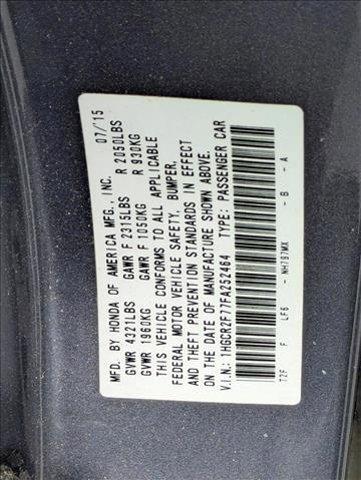 MFD. BY HONDA OF AMERICA MFG., INC. 07/'15
GVWR 4321LBS GAWR F 2315LBS R 2050LBS
GVWR 1960KG GAWR F 1050KG R 930KG
THIS VEHICLE CONFORMS TO ALL APPLICABLE
FEDERAL MOTOR VEHICLE SAFETY, BUMPER,
AND THEFT PREVENTION STANDARDS IN EFFECT
ON THE DATE OF MANUFACTURE SHOWN ABOVE.
V.I.N.: 1HGCR2F77FA252464 TYPE: PASSENGER CAR
T2F F LF6 - NH797MX - B - A